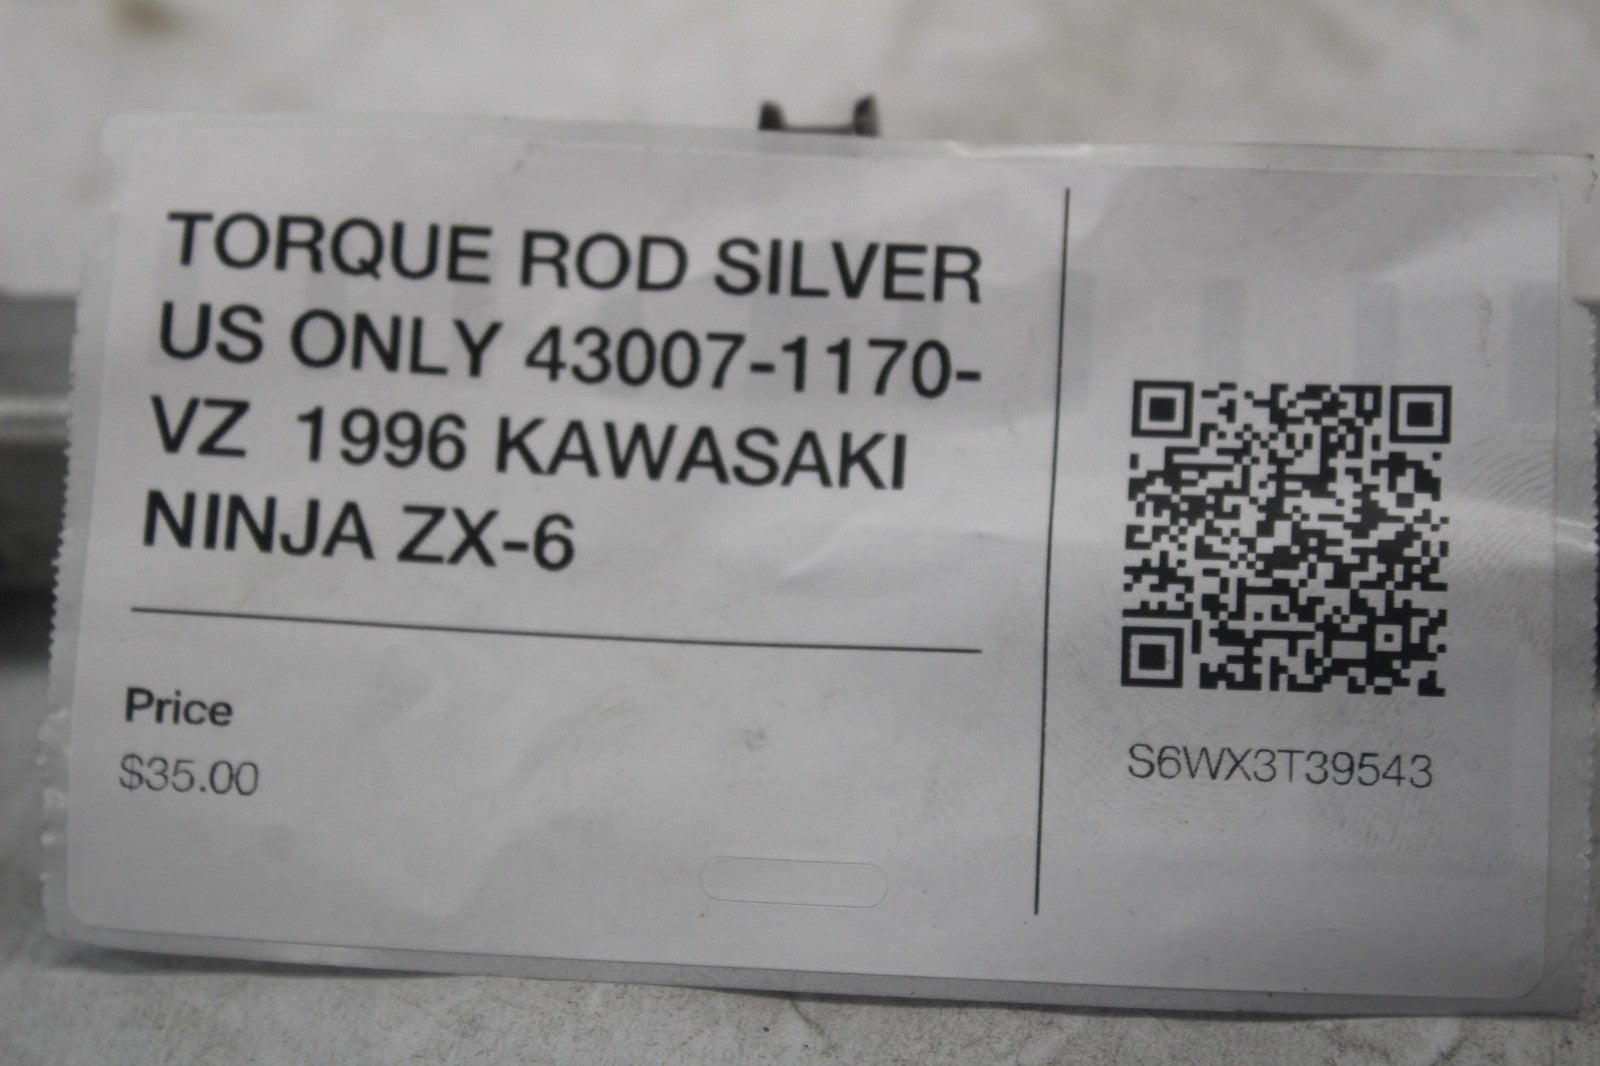 TORQUE ROD SILVER
US ONLY 43007-1170-
VZ 1996 KAWASAKI
NINJA ZX-6
Price
$35.00
S6WX3T39543